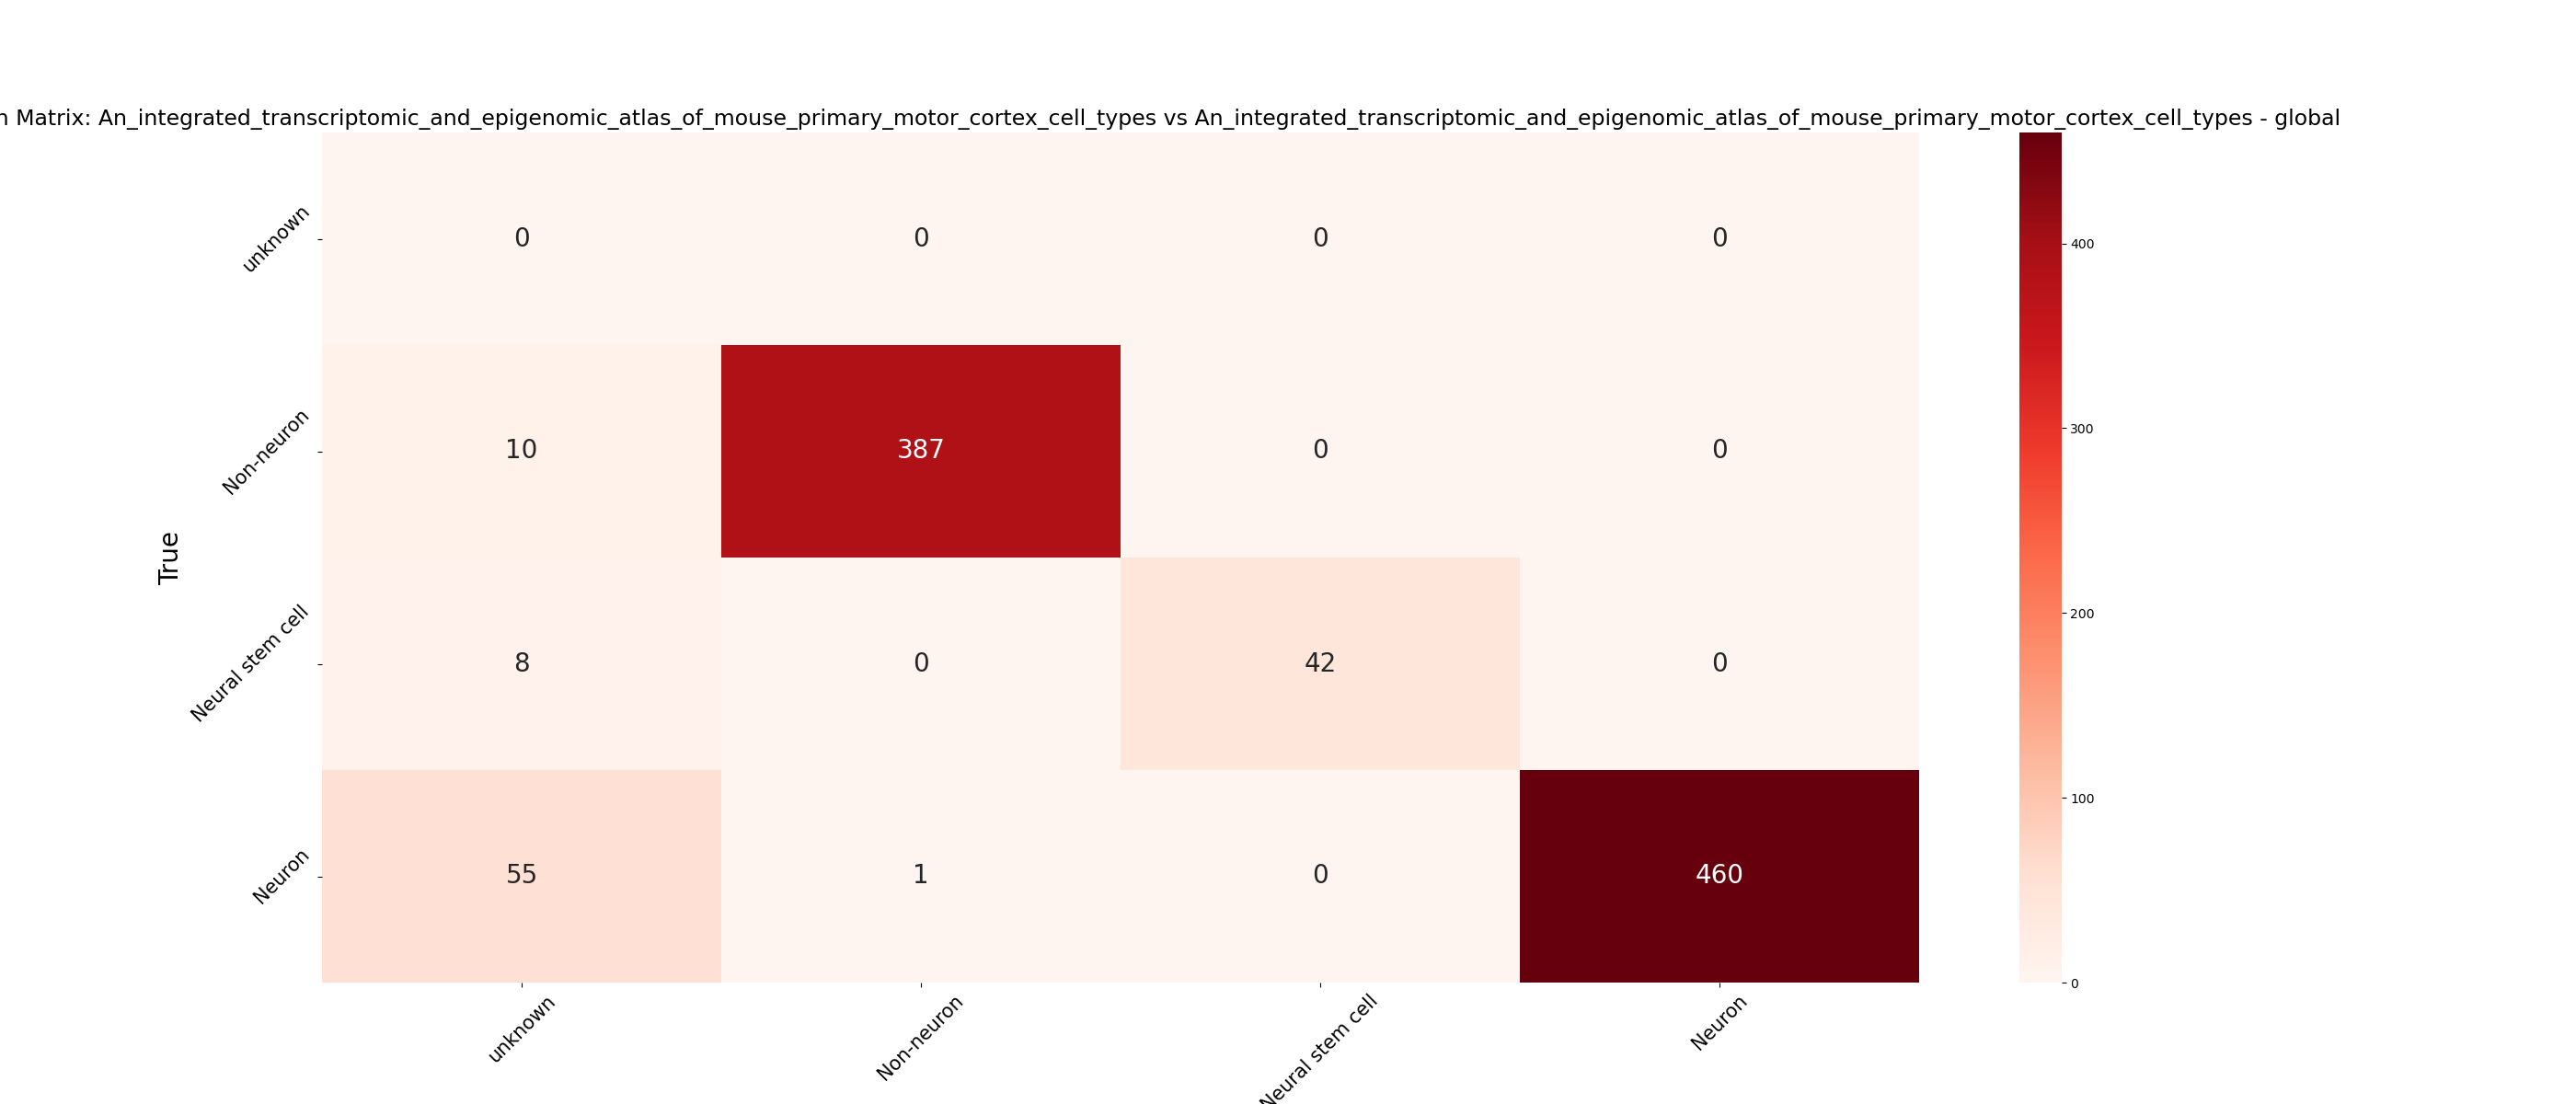 n Matrix: An_integrated_transcriptomic_and_epigenomic_atlas_of_mouse_primary_motor_cortex_cell_types vs An_integrated_transcriptomic_and_epigenomic_atlas_of_mouse_primary_motor_cortex_cell_types - global
unknown 0 0 0 0
Non-neuron 10 387 0 0
Neural stem cell 8 0 42 0
Neuron 55 1 0 460
True
unknown Non-neuron Neural stem cell Neuron
400
300
200
100
0